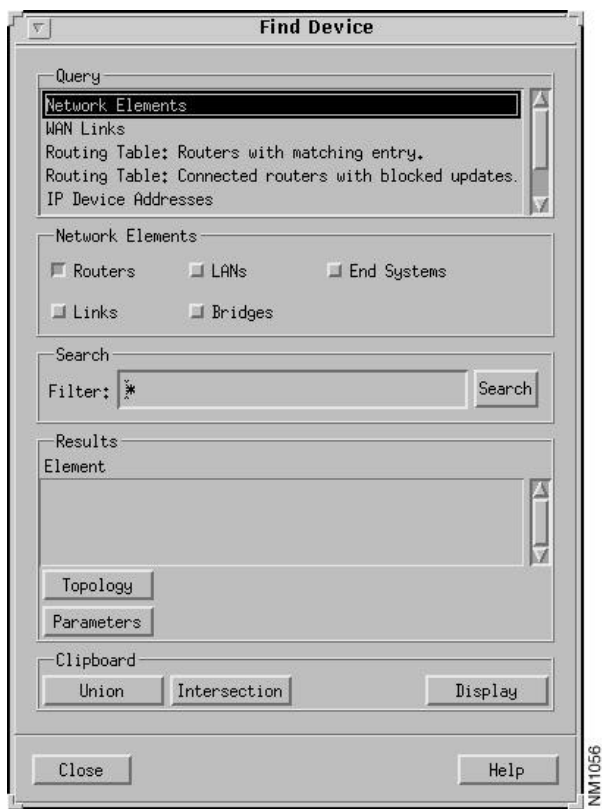 Find Device
Query
Network Elements
WAN Links
Routing Table: Routers with matching entry.
Routing Table: Connected routers with blocked updates.
IP Device Addresses
Network Elements
Routers
LANs
End Systems
Links
Bridges
Search
Filter: *
Search
Results
Element
Topology
Parameters
Clipboard
Union
Intersection
Display
Close
Help
NM1056